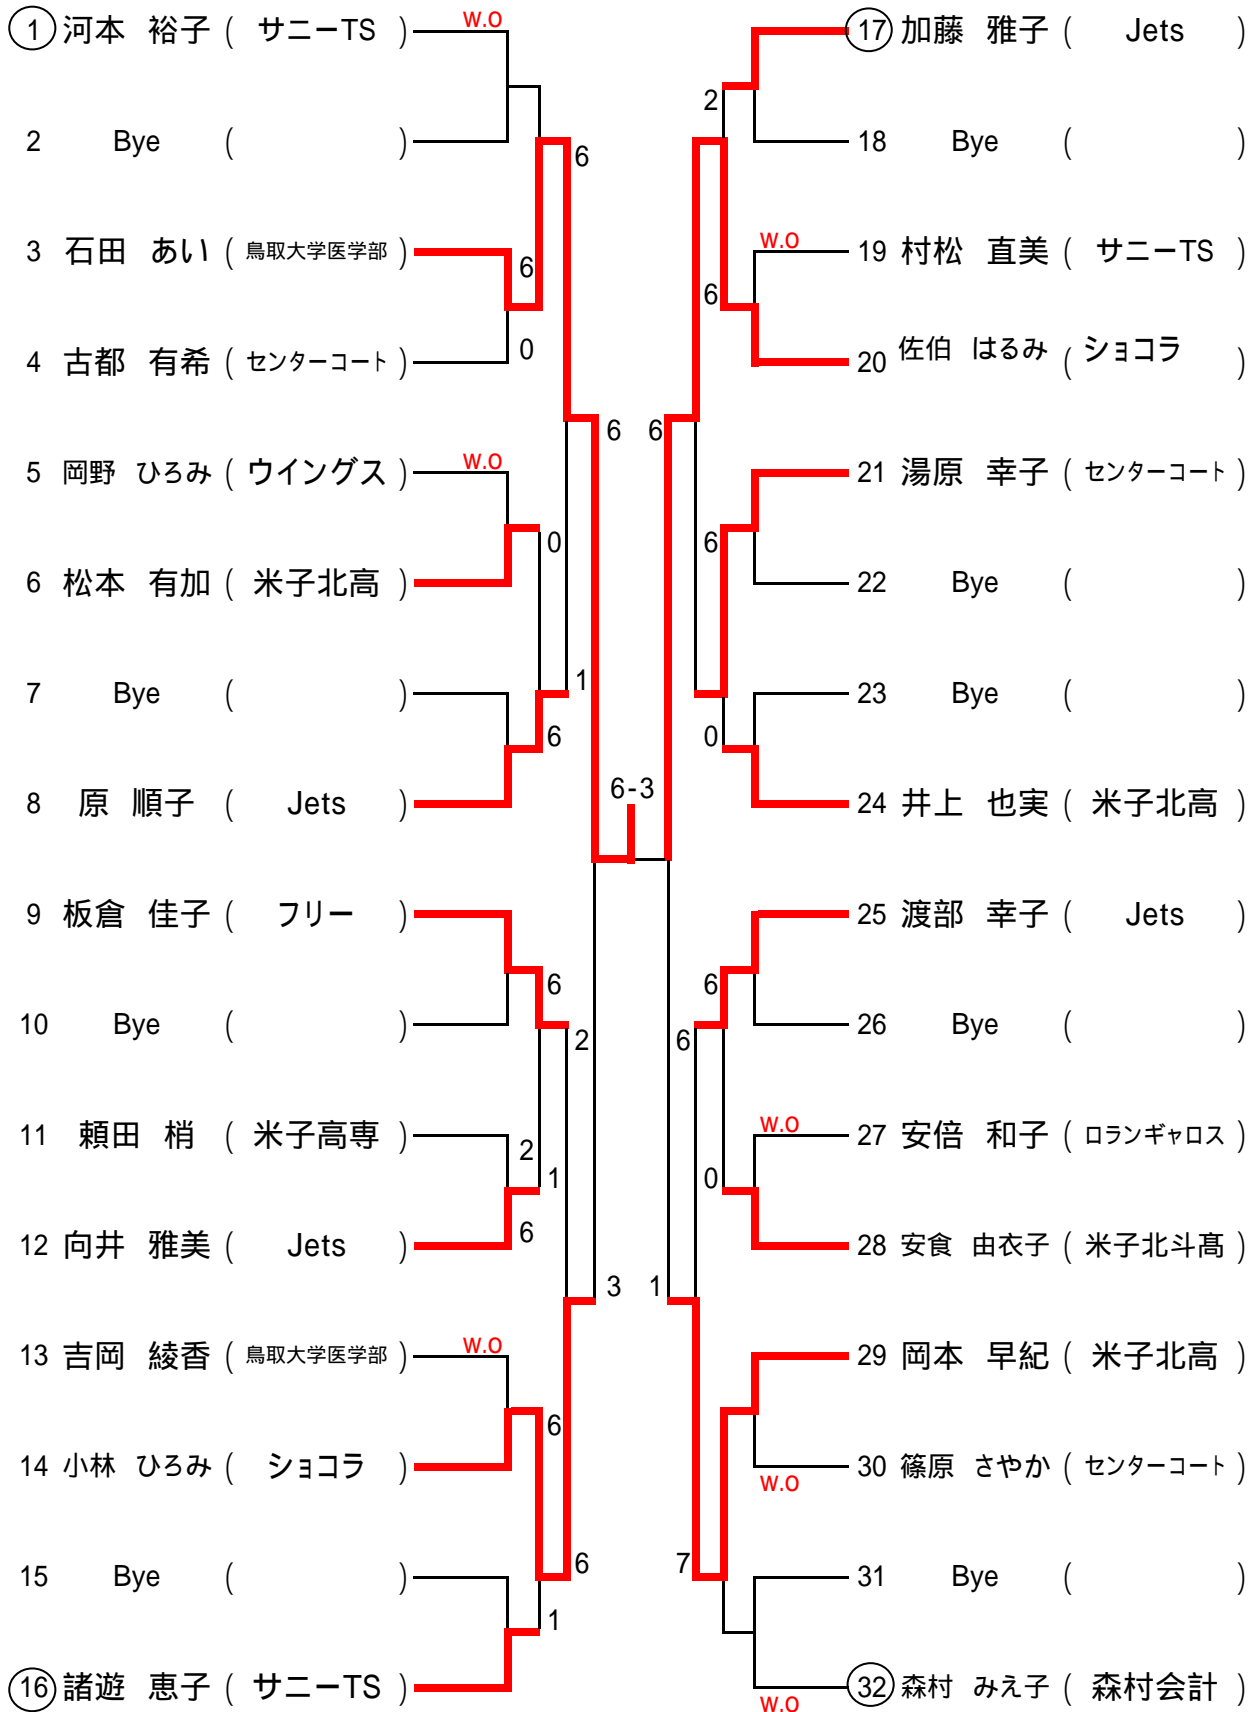 1 河本 裕子 ( サニーTS ) w.o
2 Bye ( )
6
3 石田 あい ( 鳥取大学医学部 )
6
4 古都 有希 ( センターコート )
0
6
5 岡野 ひろみ ( ウイングス ) w.o
0
6 松本 有加 ( 米子北高 )
1
7 Bye ( )
6
8 原 順子 ( Jets )
6-3
9 板倉 佳子 ( フリー )
6
10 Bye ( )
2
11 頼田 梢 ( 米子高専 )
2
1
12 向井 雅美 ( Jets )
6
3
13 吉岡 綾香 ( 鳥取大学医学部 ) w.o
6
14 小林 ひろみ ( ショコラ )
6
15 Bye ( )
1
16 諸遊 恵子 ( サニーTS )
17 加藤 雅子 ( Jets )
2
18 Bye ( )
w.o 19 村松 直美 ( サニーTS )
6
20 佐伯 はるみ ( ショコラ )
6
21 湯原 幸子 ( センターコート )
6
22 Bye ( )
23 Bye ( )
0
24 井上 也実 ( 米子北高 )
25 渡部 幸子 ( Jets )
6
26 Bye ( )
6
w.o 27 安倍 和子 ( ロランギャロス )
0
28 安食 由衣子 ( 米子北斗髙 )
1
29 岡本 早紀 ( 米子北高 )
30 篠原 さやか ( センターコート )
w.o
7
31 Bye ( )
32 森村 みえ子 ( 森村会計 )
w.o